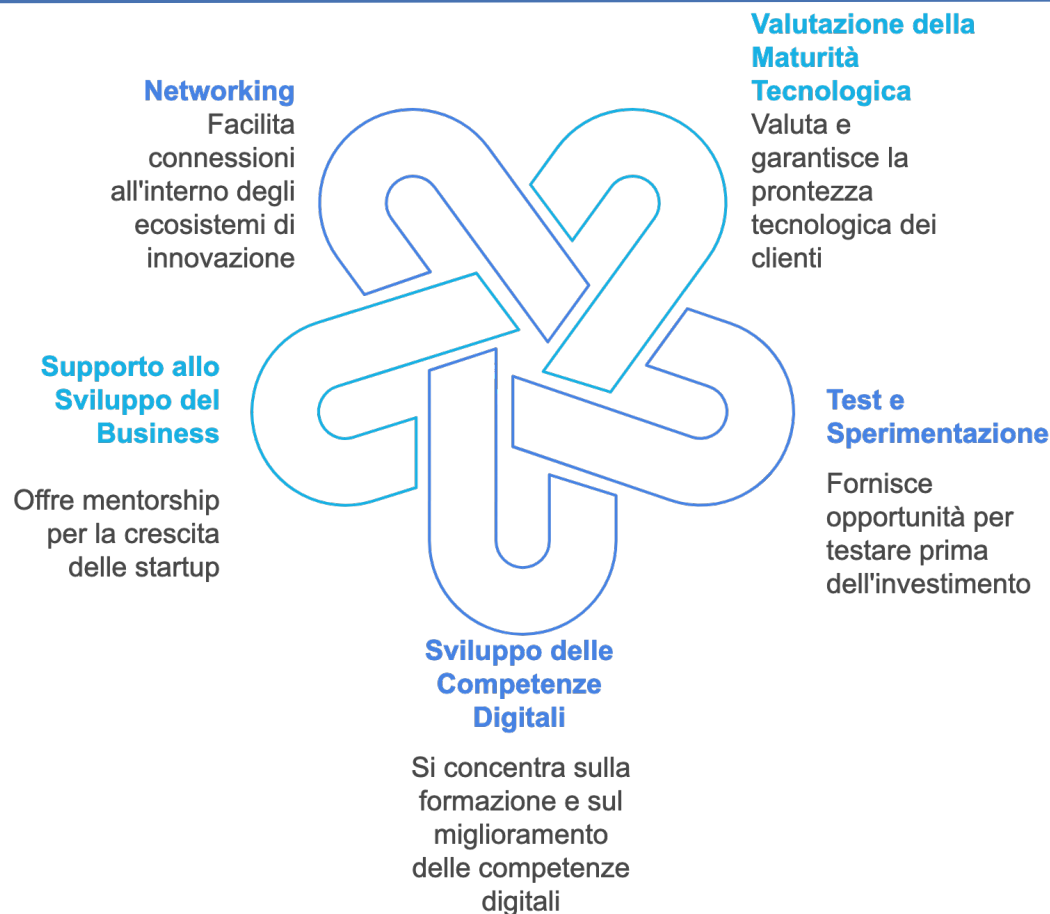 Networking
Facilita
connessioni
all'interno degli
ecosistemi di
innovazione
Valutazione della
Maturità
Tecnologica
Valuta e
garantisce la
prontezza
tecnologica dei
clienti
Supporto allo
Sviluppo del
Business
Offre mentorship
per la crescita
delle startup
Test e
Sperimentazione
Fornisce
opportunità per
testare prima
dell'investimento
Sviluppo delle
Competenze
Digitali
Si concentra sulla
formazione e sul
miglioramento
delle competenze
digitali